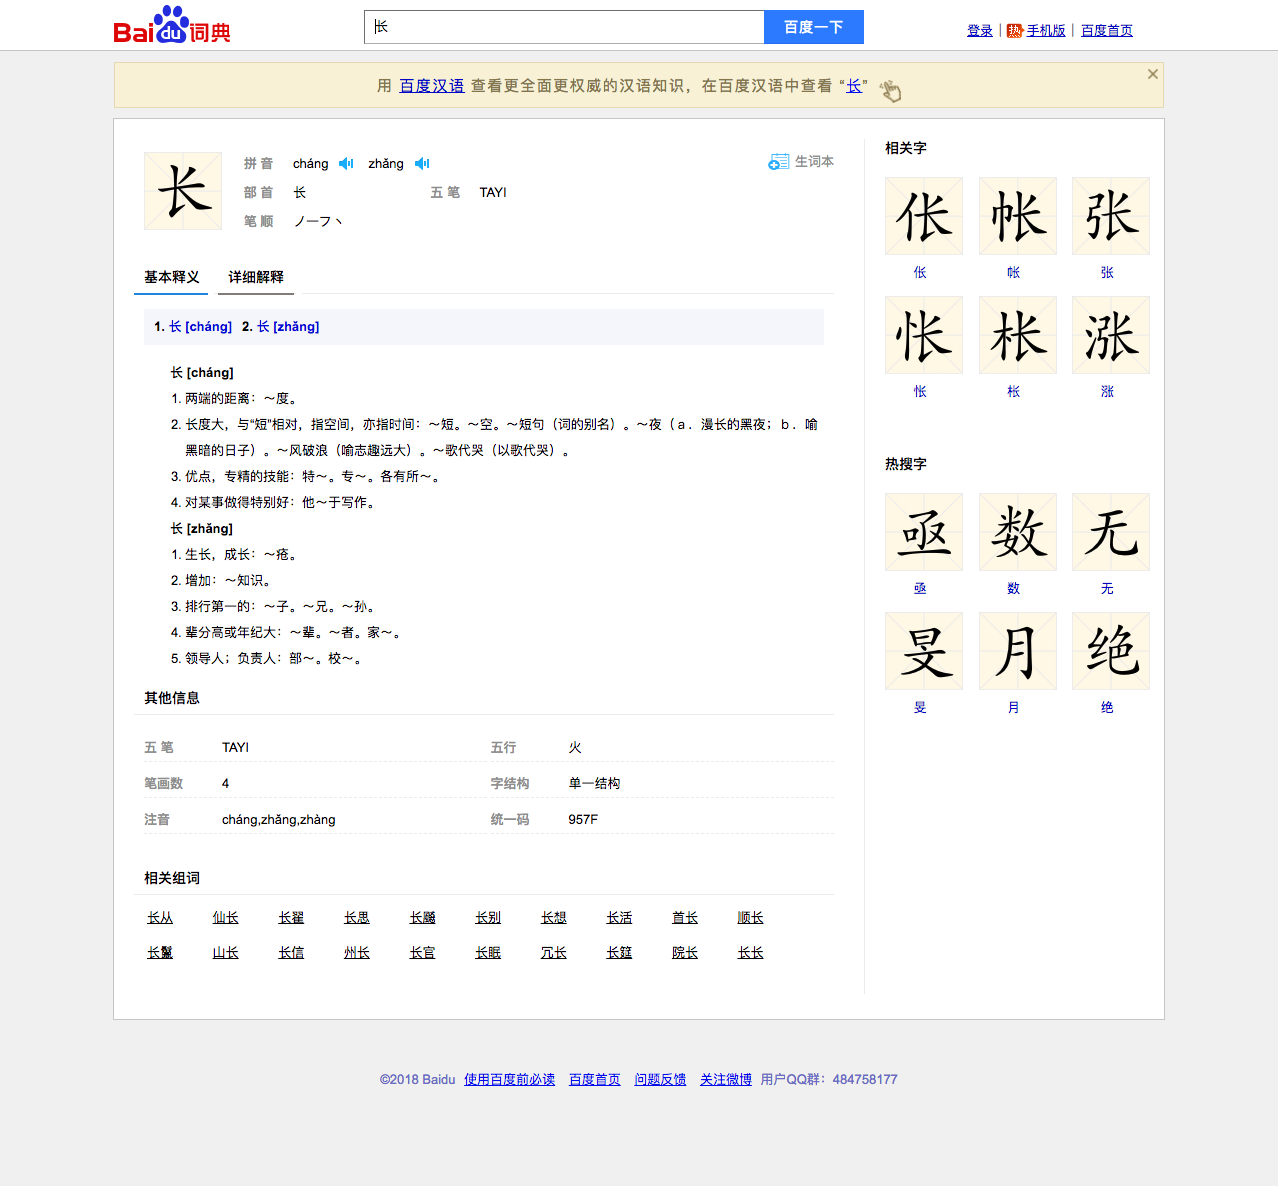 Bai du 词典
长
百度一下
登录 | 热 手机版 | 百度首页
用 百度汉语 查看更全面更权威的汉语知识，在百度汉语中查看 “长”
长
拼 音 cháng zhǎng
生词本
部 首 长 五 笔 TAYI
笔 顺 ノ一フ丶
基本释义 详细解释
1. 长 [cháng] 2. 长 [zhǎng]
长 [cháng]
1. 两端的距离：～度。
2. 长度大，与“短”相对，指空间，亦指时间：～短。～空。～短句（词的别名）。～夜（ａ．漫长的黑夜；ｂ．喻
黑暗的日子）。～风破浪（喻志趣远大）。～歌代哭（以歌代哭）。
3. 优点，专精的技能：特～。专～。各有所～。
4. 对某事做得特别好：他～于写作。
长 [zhǎng]
1. 生长，成长：～疮。
2. 增加：～知识。
3. 排行第一的：～子。～兄。～孙。
4. 辈分高或年纪大：～辈。～者。家～。
5. 领导人；负责人：部～。校～。
其他信息
五 笔 TAYI 五行 火
笔画数 4 字结构 单一结构
注音 cháng,zhǎng,zhàng 统一码 957F
相关组词
长从 仙长 长翟 长思 长飚 长别 长想 长活 首长 顺长
长鬣 山长 长信 州长 长官 长眠 冗长 长筵 院长 长长
相关字
伥 帐 张
伥 帐 张
怅 枨 涨
怅 枨 涨
热搜字
亟 数 无
亟 数 无
旻 月 绝
旻 月 绝
©2018 Baidu 使用百度前必读 百度首页 问题反馈 关注微博 用户QQ群：484758177